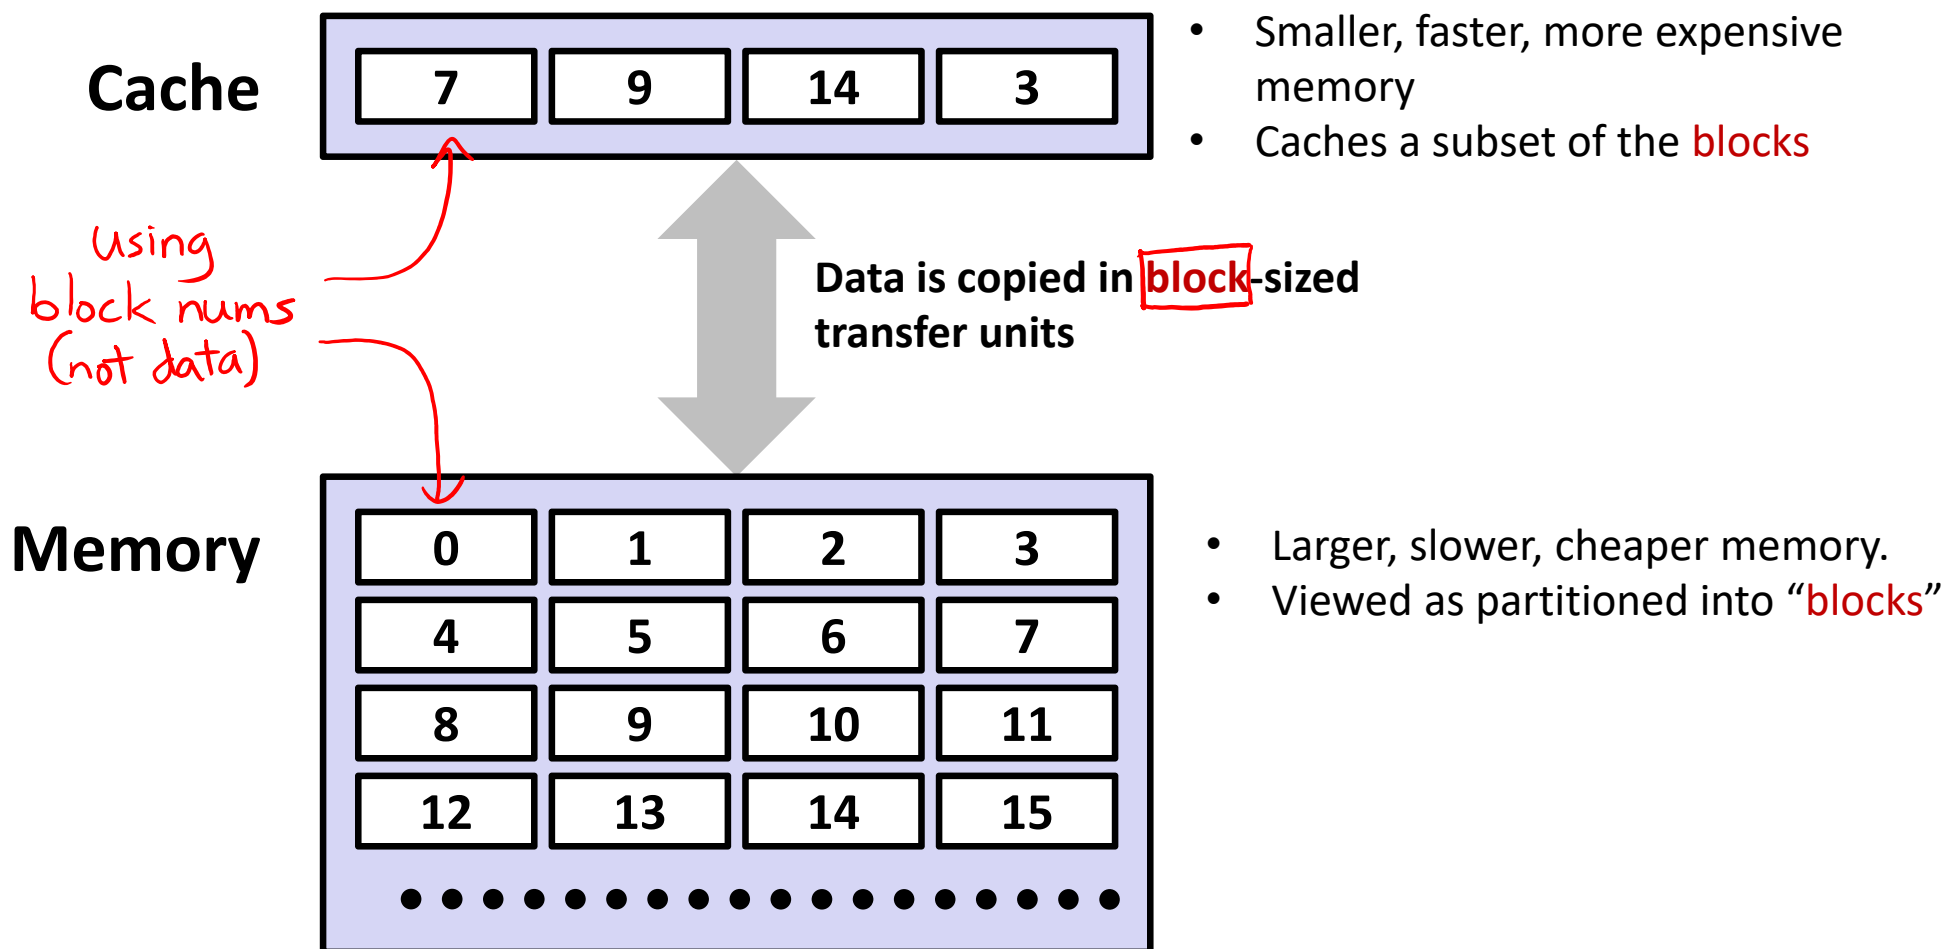 Cache
7 9 14 3
• Smaller, faster, more expensive
memory
• Caches a subset of the blocks
Using
block nums
(not data)
Data is copied in block-sized
transfer units
Memory
0 1 2 3
4 5 6 7
8 9 10 11
12 13 14 15
• Larger, slower, cheaper memory.
• Viewed as partitioned into “blocks”